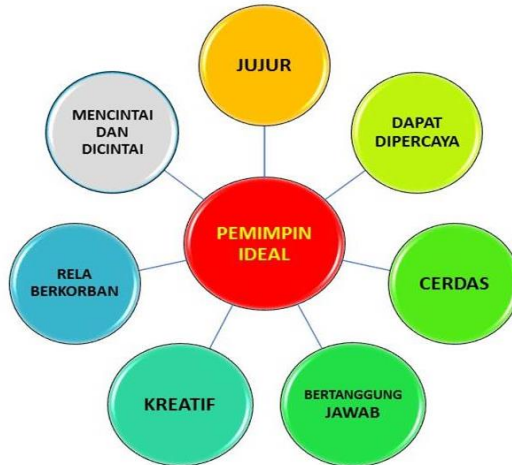 JUJUR
DAPAT
DIPERCAYA
CERDAS
BERTANGGUNG
JAWAB
KREATIF
RELA
BERKORBAN
MENCINTAI
DAN
DICINTAI
PEMIMPIN
IDEAL